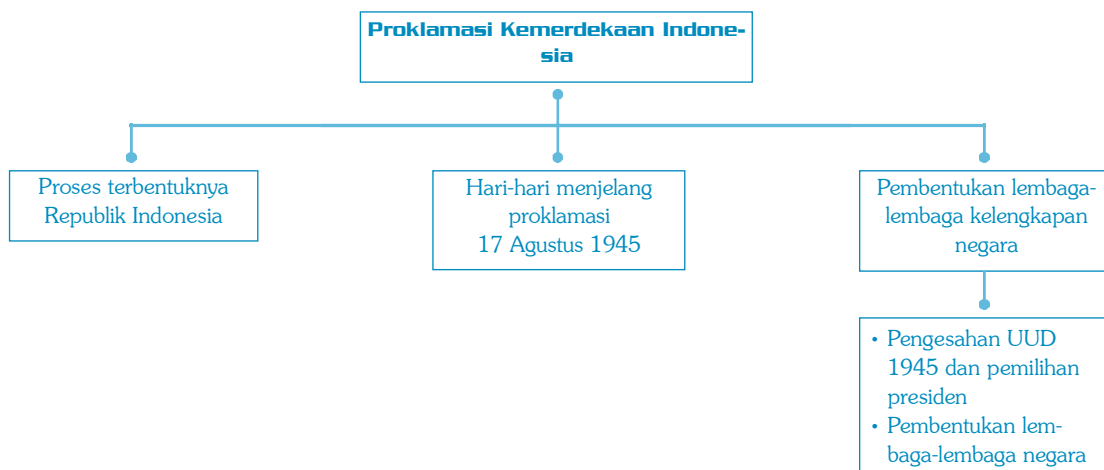 Proklamasi Kemerdekaan Indone-
sia
Proses terbentuknya
Republik Indonesia
Hari-hari menjelang
proklamasi
17 Agustus 1945
Pembentukan lembaga-
lembaga kelengkapan
negara
• Pengesahan UUD
1945 dan pemilihan
presiden
• Pembentukan lem-
baga-lembaga negara